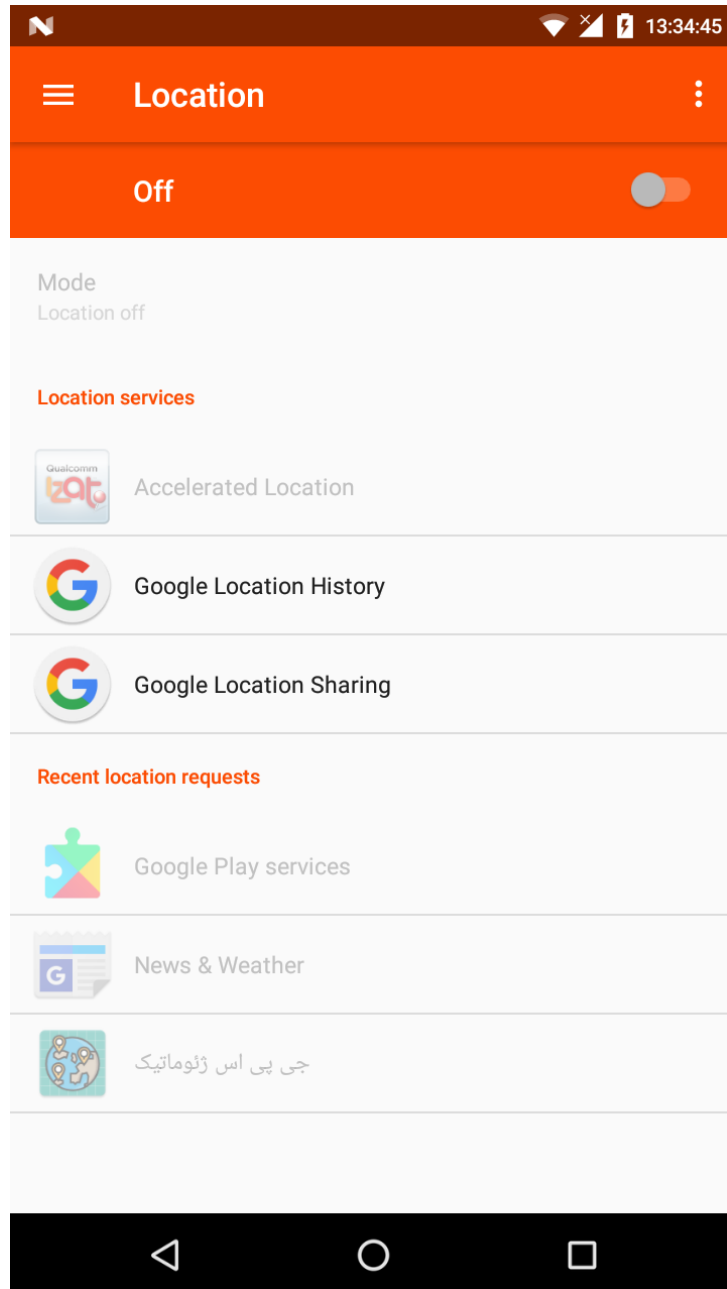 13:34:45
Location
Off
Mode
Location off
Location services
Qualcomm
izat
Accelerated Location
G
Google Location History
G
Google Location Sharing
Recent location requests
Google Play services
G
News & Weather
جی پی اس ژئوماتیک